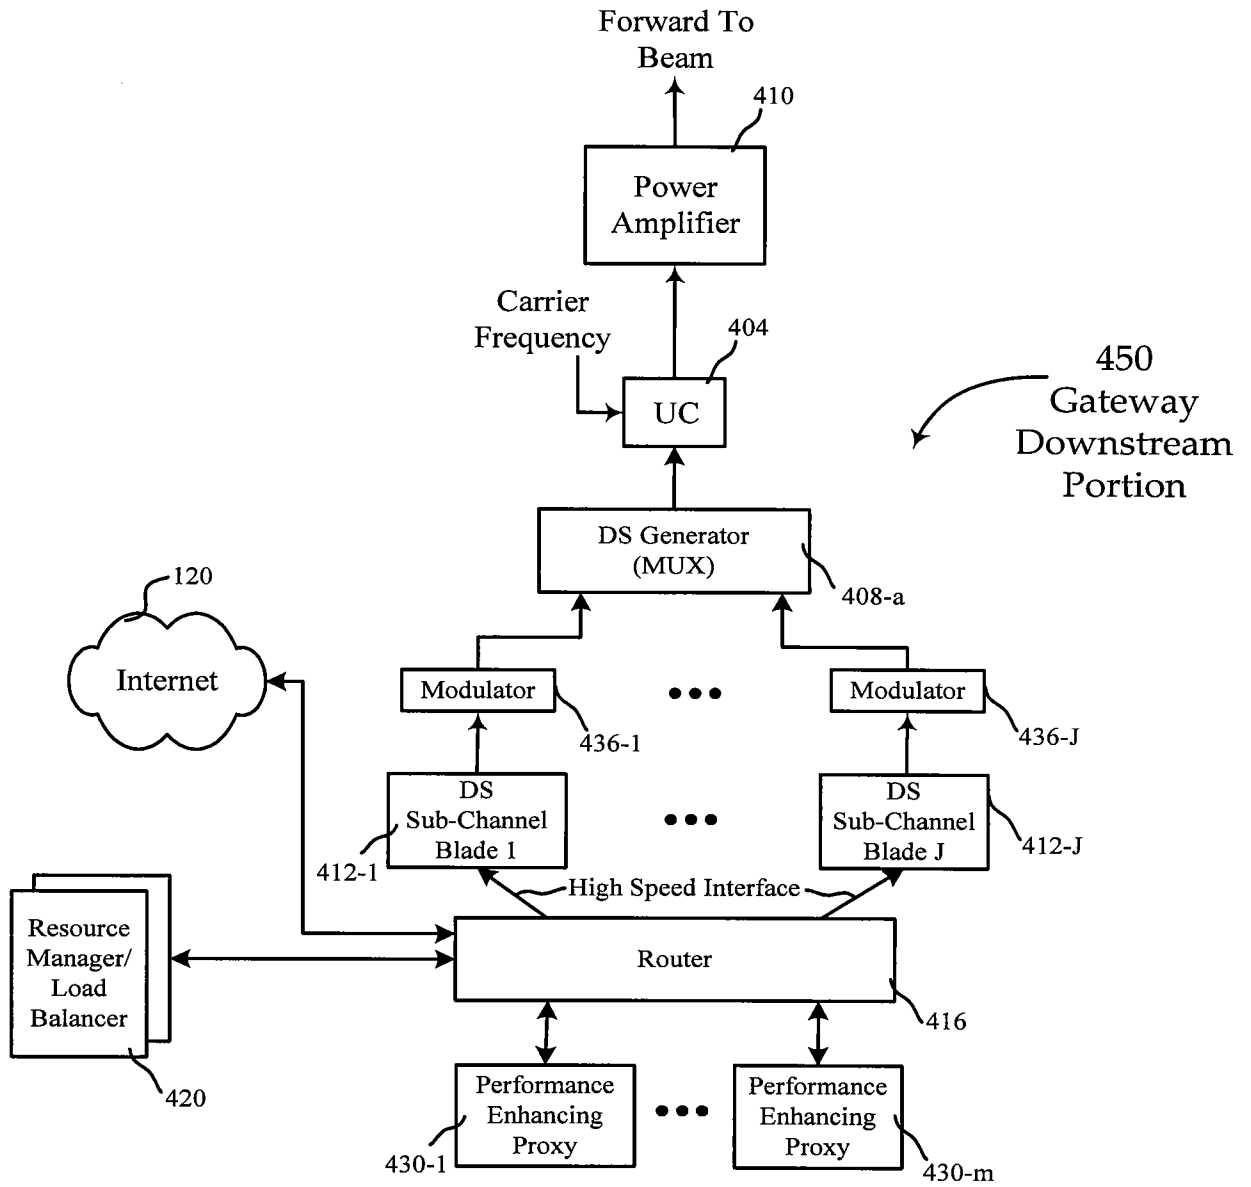 Forward To
Beam
410
Power
Amplifier
Carrier
Frequency
404
UC
450
Gateway
Downstream
Portion
DS Generator
(MUX)
408-a
120
Internet
Modulator
436-1
Modulator
436-J
DS
Sub-Channel
Blade 1
412-1
DS
Sub-Channel
Blade J
412-J
High Speed Interface
Resource
Manager/
Load
Balancer
420
Router
416
Performance
Enhancing
Proxy
430-1
Performance
Enhancing
Proxy
430-m